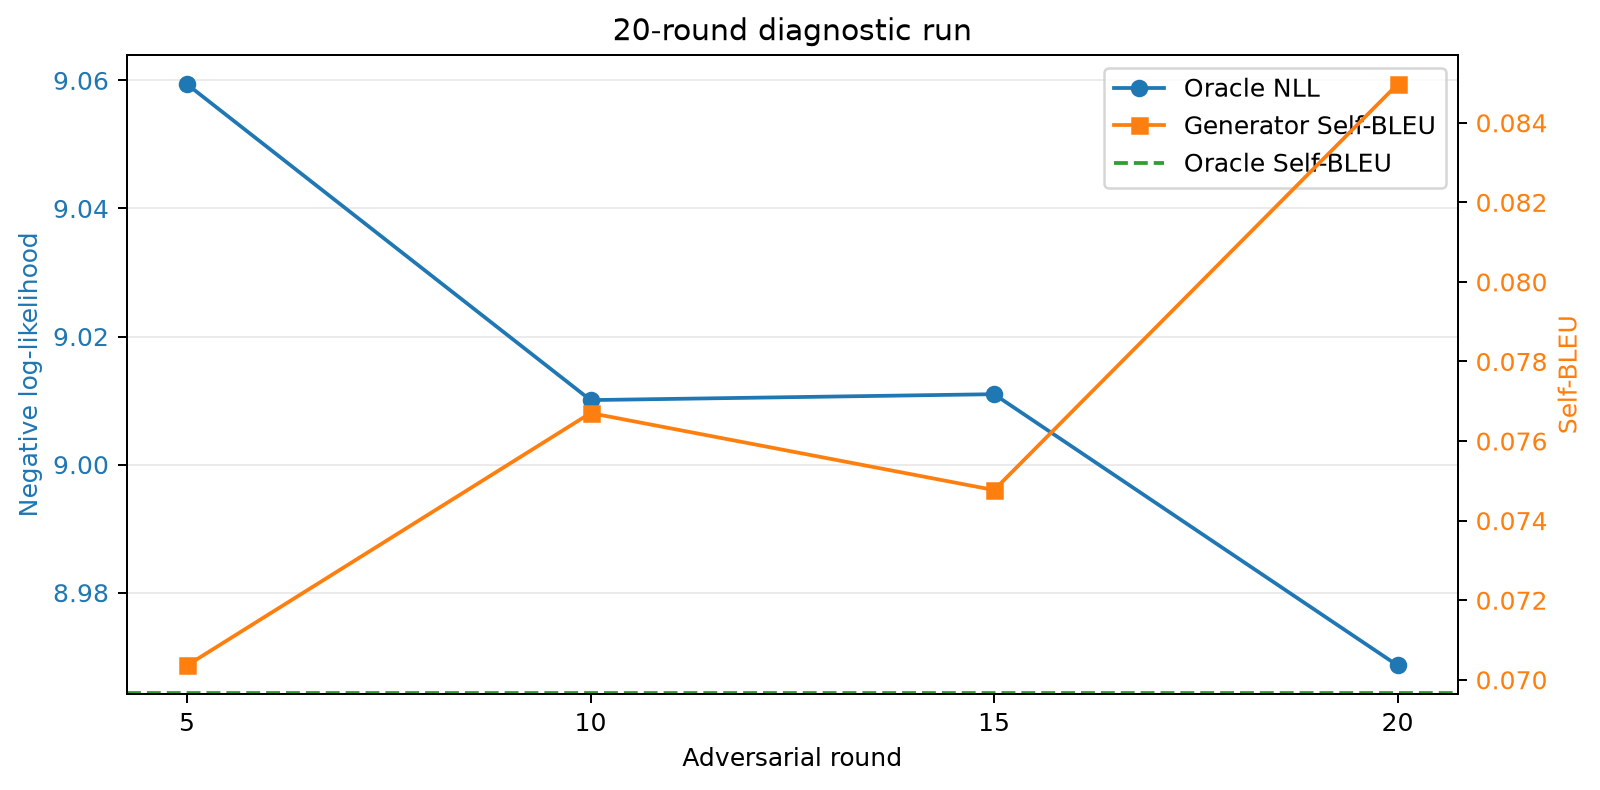 20-round diagnostic run
Oracle NLL
Generator Self-BLEU
Oracle Self-BLEU
Negative log-likelihood
9.06
9.04
9.02
9.00
8.98
0.084
0.082
0.080
0.078
0.076
0.074
0.072
0.070
Self-BLEU
5 10 15 20
Adversarial round